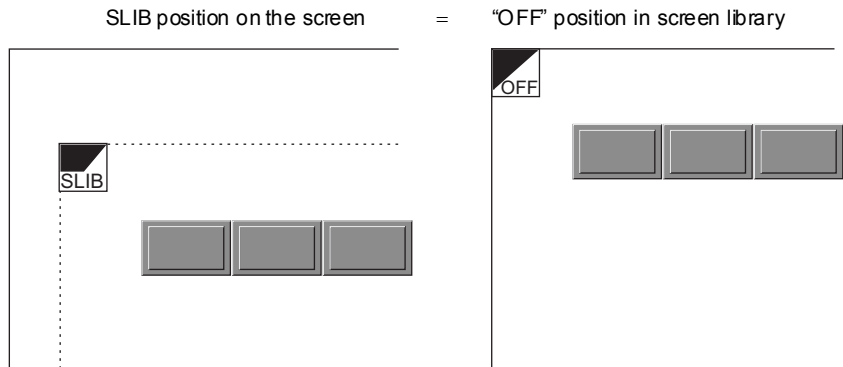 SLIB position on the screen = “OFF” position in screen library
OFF
SLIB